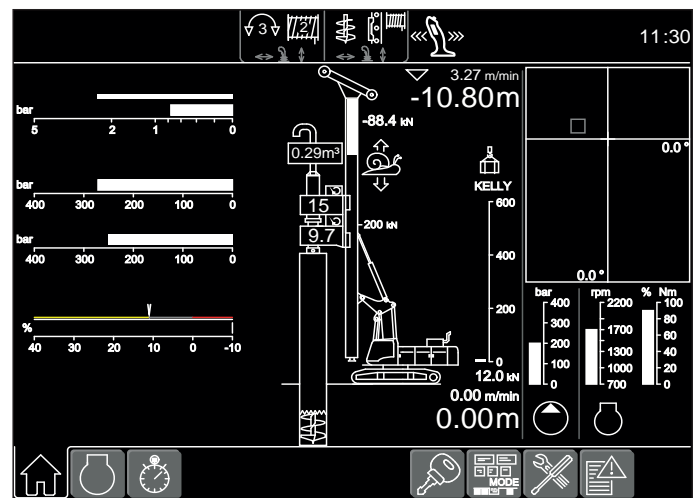 3 2 11:30
3.27 m/min
-10.80m
bar
5 2 1 0
-88.4 kN
0.29m³
0.0°
KELLY
bar
400 300 200 100 0
15
600
200 kN
9.7
bar
400 300 200 100 0
400
0.0°
bar rpm % Nm
400 2200 100
300 80
200
1700 60
200
1300 40
100 1000 20
0 700 0
%
40 30 20 10 0 -10
0
12.0 kN
0.00 m/min
0.00m
MODE